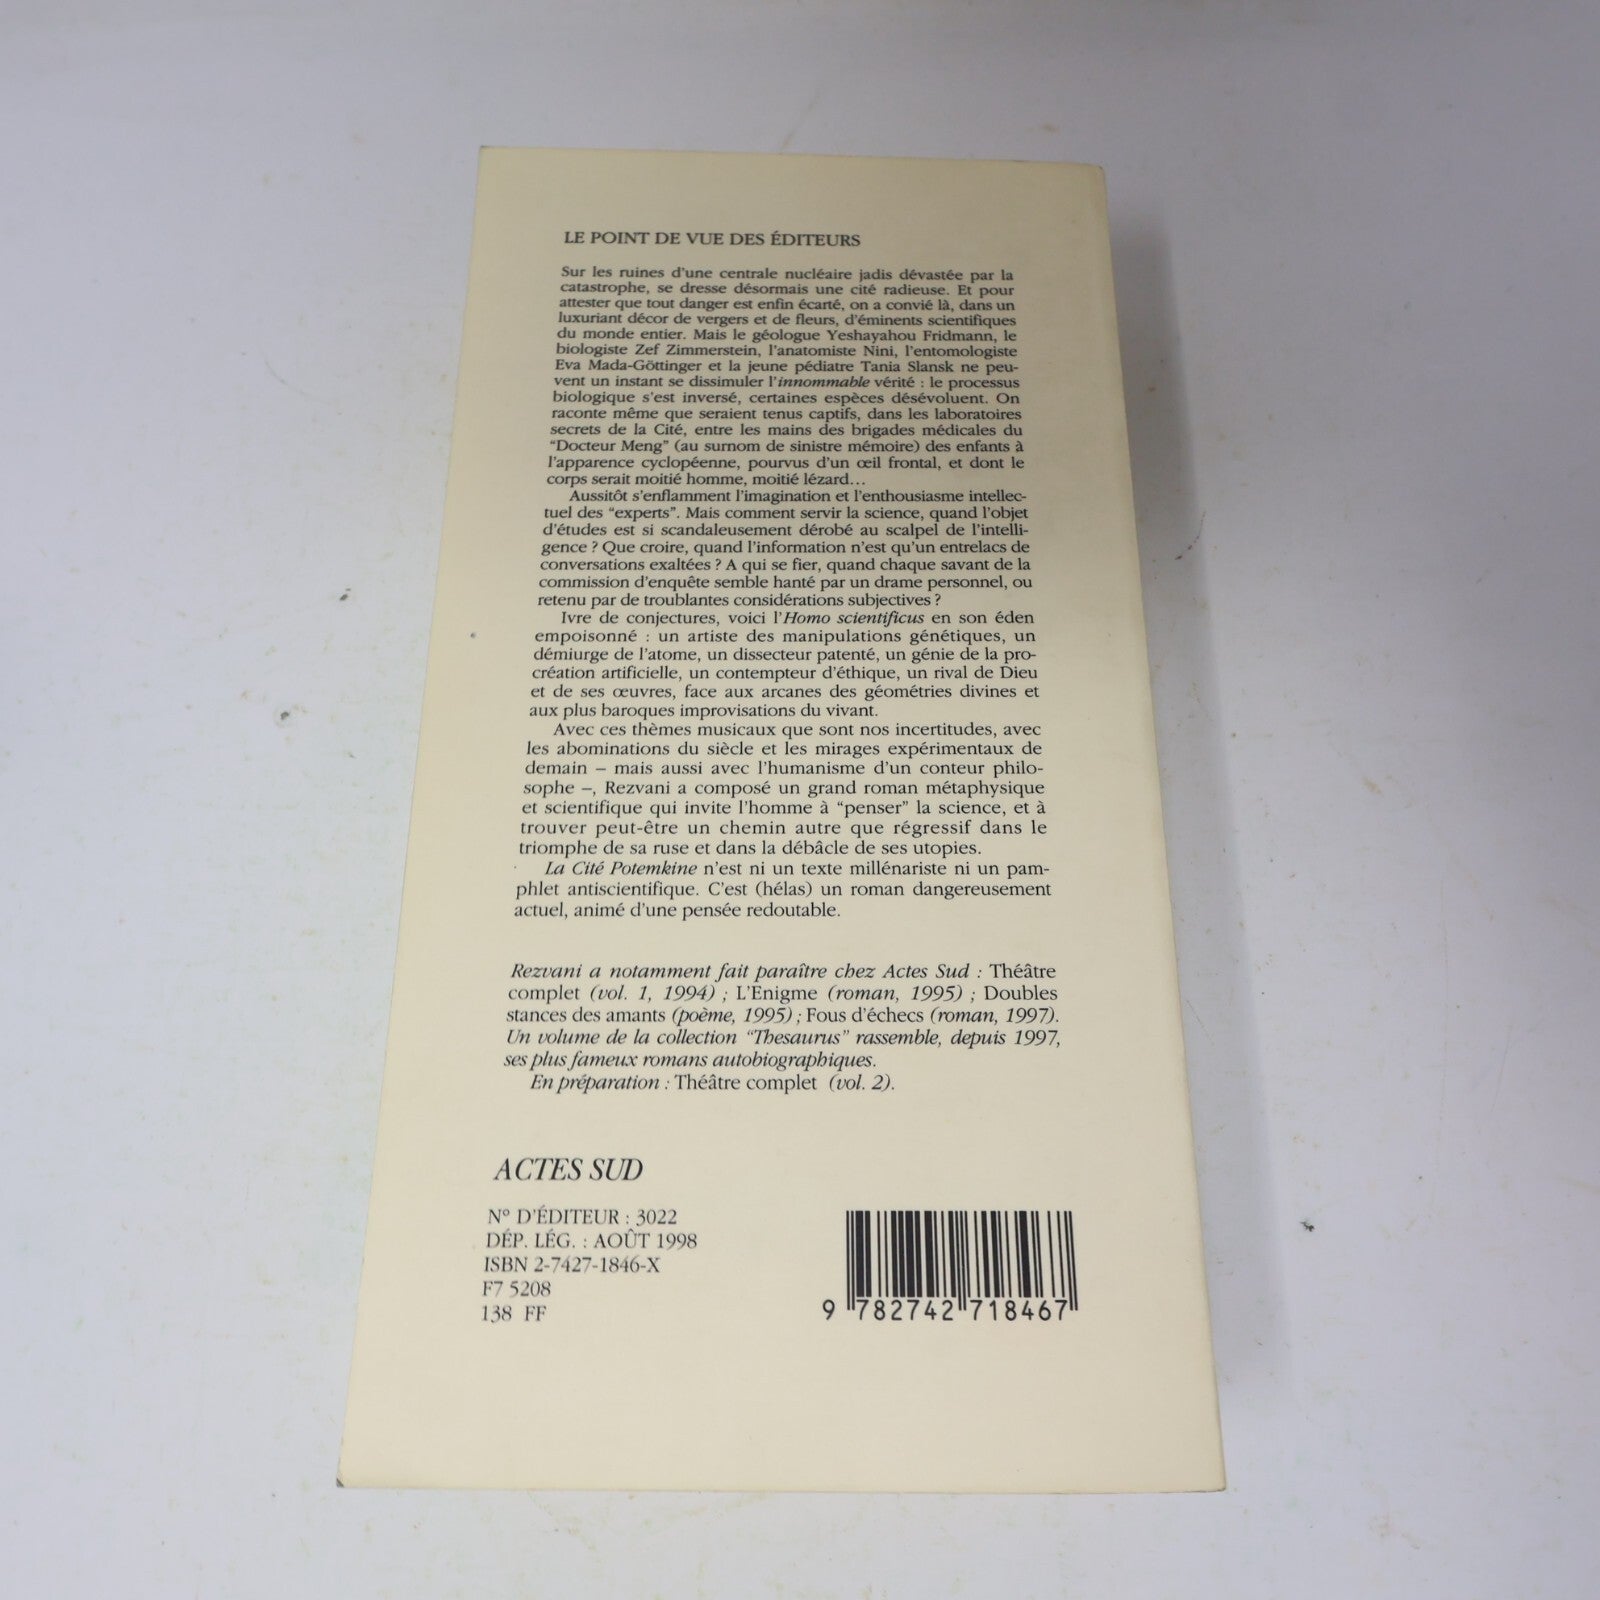 LE POINT DE VUE DES ÉDITEURS
Sur les ruines d'une centrale nucléaire jadis dévastée par la
catastrophe, se dresse désormais une cité radieuse. Et pour
attester que tout danger est enfin écarté, on a convié là, dans un
luxuriant décor de vergers et de fleurs, d'éminents scientifiques
du monde entier. Mais le géologue Yeshayahou Fridmann, le
biologiste Zef Zimmerstein, l'anatomiste Nini, l'entomologiste
Eva Mada-Göttinger et la jeune pédiatre Tania Slansk ne peu-
vent un instant se dissimuler l'innommable vérité : le processus
biologique s'est inversé, certaines espèces désévoluent. On
raconte même que seraient tenus captifs, dans les laboratoires
secrets de la Cité, entre les mains des brigades médicales du
"Docteur Meng" (au surnom de sinistre mémoire) des enfants à
l'apparence cyclopéenne, pourvus d'un œil frontal, et dont le
corps serait moitié homme, moitié lézard...
Aussitôt s'enflamment l'imagination et l'enthousiasme intellec-
tuel des "experts". Mais comment servir la science, quand l'objet
d'études est si scandaleusement dérobé au scalpel de l'intelli-
gence ? Que croire, quand l'information n'est qu'un entrelacs de
conversations exaltées ? A qui se fier, quand chaque savant de la
commission d'enquête semble hanté par un drame personnel, ou
retenu par de troublantes considérations subjectives ?
Ivre de conjectures, voici l'Homo scientificus en son éden
empoisonné : un artiste des manipulations génétiques, un
démiurge de l'atome, un dissecteur patenté, un génie de la pro-
création artificielle, un contempteur d'éthique, un rival de Dieu
et de ses œuvres, face aux arcanes des géométries divines et
aux plus baroques improvisations du vivant.
Avec ces thèmes musicaux que sont nos incertitudes, avec
les abominations du siècle et les mirages expérimentaux de
demain – mais aussi avec l'humanisme d'un conteur philo-
sophe –, Rezvani a composé un grand roman métaphysique
et scientifique qui invite l'homme à "penser" la science, et à
trouver peut-être un chemin autre que régressif dans le
triomphe de sa ruse et dans la débâcle de ses utopies.
La Cité Potemkine n'est ni un texte millénariste ni un pam-
phlet antiscientifique. C'est (hélas) un roman dangereusement
actuel, animé d'une pensée redoutable.
Rezvani a notamment fait paraître chez Actes Sud : Théâtre
complet (vol. 1, 1994) ; L'Enigme (roman, 1995) ; Doubles
stances des amants (poème, 1995) ; Fous d'échecs (roman, 1997).
Un volume de la collection "Thesaurus" rassemble, depuis 1997,
ses plus fameux romans autobiographiques.
En préparation : Théâtre complet (vol. 2).
ACTES SUD
N° D'ÉDITEUR : 3022
DÉP. LÉG. : AOÛT 1998
ISBN 2-7427-1846-X
F7 5208
138 FF
9 782742 718467